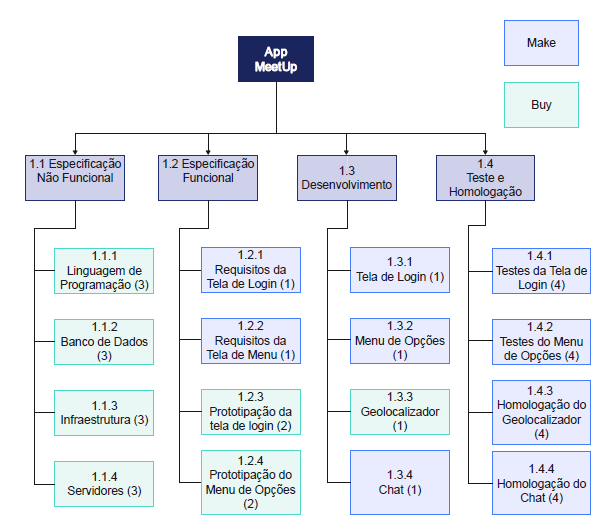 App
MeetUp
Make
Buy
1.1 Especificação
Não Funcional
1.2 Especificação
Funcional
1.3
Desenvolvimento
1.4
Teste e
Homologação
1.1.1
Linguagem de
Programação (3)
1.1.2
Banco de Dados
(3)
1.1.3
Infraestrutura (3)
1.1.4
Servidores (3)
1.2.1
Requisitos da
Tela de Login (1)
1.2.2
Requisitos da
Tela de Menu (1)
1.2.3
Prototipação da
tela de login (2)
1.2.4
Prototipação do
Menu de Opções
(2)
1.3.1
Tela de Login (1)
1.3.2
Menu de Opções
(1)
1.3.3
Geolocalizador
(1)
1.3.4
Chat (1)
1.4.1
Testes da Tela de
Login (4)
1.4.2
Testes do Menu
de Opções (4)
1.4.3
Homologação do
Geolocalizador
(4)
1.4.4
Homologação do
Chat (4)